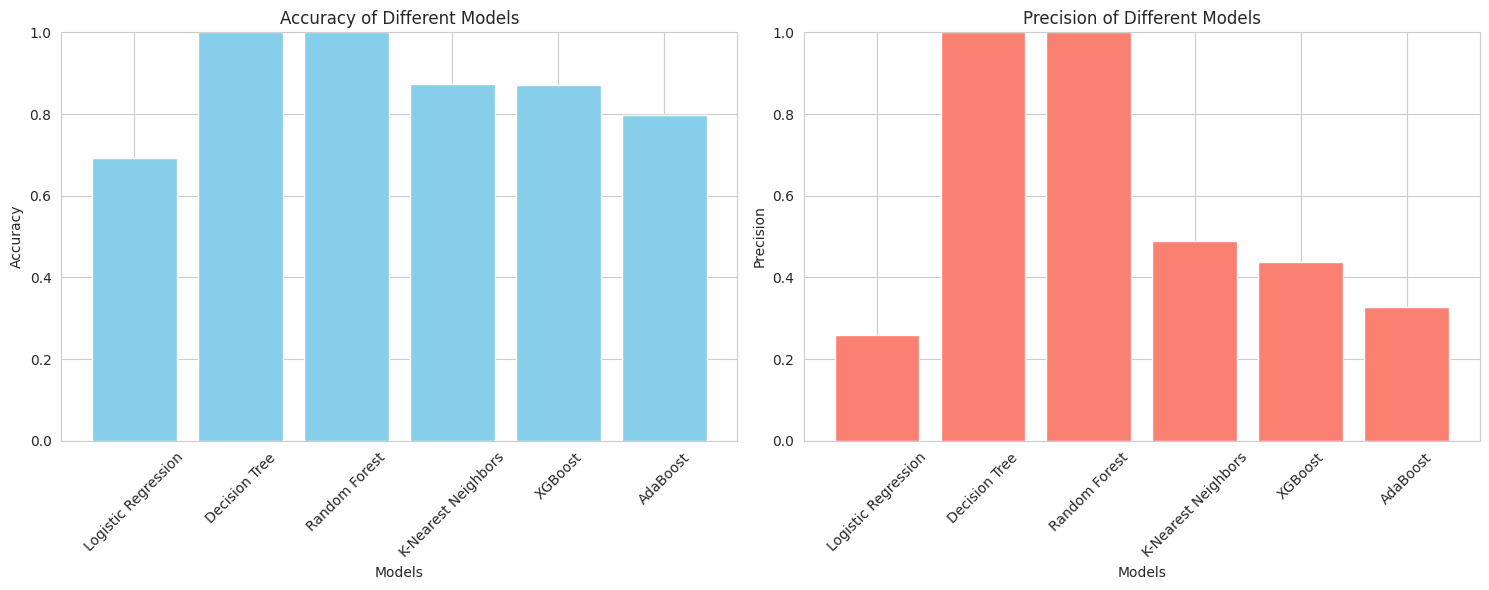 Accuracy of Different Models
1.0
0.8
0.6
0.4
0.2
0.0
Accuracy
Logistic Regression
Decision Tree
Random Forest
K-Nearest Neighbors
XGBoost
AdaBoost
Models
Precision of Different Models
1.0
0.8
0.6
0.4
0.2
0.0
Precision
Logistic Regression
Decision Tree
Random Forest
K-Nearest Neighbors
XGBoost
AdaBoost
Models